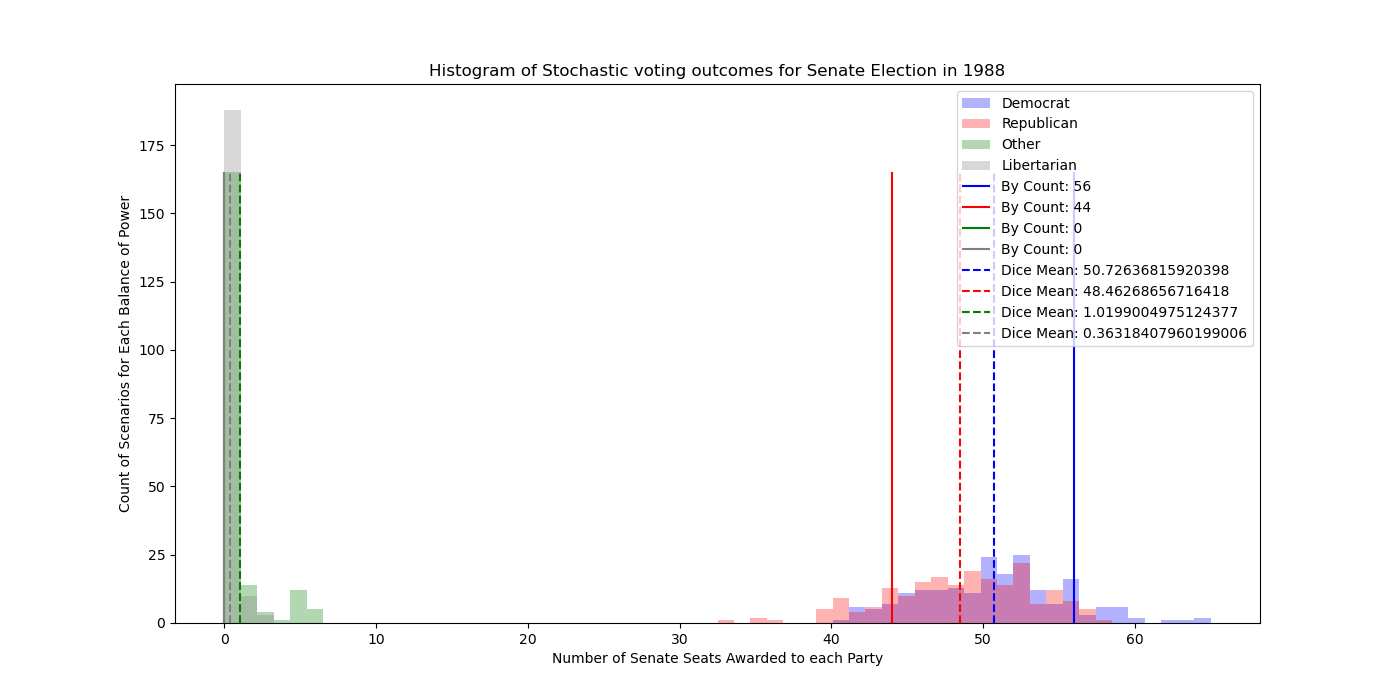 Histogram of Stochastic voting outcomes for Senate Election in 1988
Count of Scenarios for Each Balance of Power
175
150
125
100
75
50
25
0
Democrat
Republican
Other
Libertarian
By Count: 56
By Count: 44
By Count: 0
By Count: 0
Dice Mean: 50.72636815920398
Dice Mean: 48.46268656716418
Dice Mean: 1.0199004975124377
Dice Mean: 0.36318407960199006
0 10 20 30 40 50 60
Number of Senate Seats Awarded to each Party